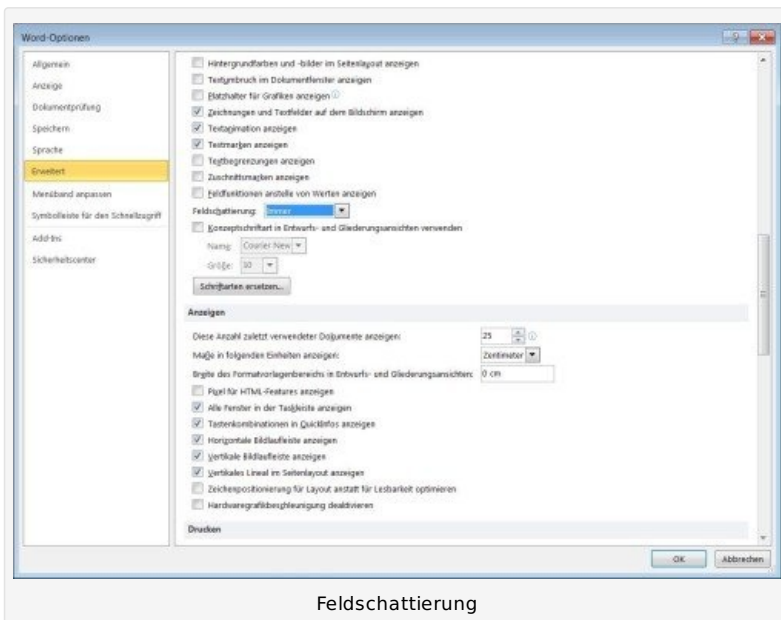 Word-Optionen
Allgemein
Anzeige
Dokumentprüfung
Speichern
Sprache
Erweitert
Menüband anpassen
Symbolleiste für den Schnellzugriff
Add-Ins
Sicherheitscenter
Hintergrundfarben und -bilder im Seitenlayout anzeigen
Textumbruch im Dokumentfenster anzeigen
Platzhalter für Grafiken anzeigen
Zeichnungen und Textfelder auf dem Bildschirm anzeigen
Textanimation anzeigen
Textmarken anzeigen
Textbegrenzungen anzeigen
Zuschnittsmarken anzeigen
Feldfunktionen anstelle von Werten anzeigen
Feldschattierung: Immer
Konzeptschriftart in Entwurfs- und Gliederungsansichten verwenden
Name: Courier New
Größe: 10
Schriftarten ersetzen...
Anzeigen
Diese Anzahl zuletzt verwendeter Dokumente anzeigen: 25
Maße in folgenden Einheiten anzeigen: Zentimeter
Breite des Formatvorlagenbereichs in Entwurfs- und Gliederungsansichten: 0 cm
Pixel für HTML-Features anzeigen
Alle Fenster in der Taskleiste anzeigen
Tastenkombinationen in QuickInfos anzeigen
Horizontale Bildlaufleiste anzeigen
Vertikale Bildlaufleiste anzeigen
Vertikales Lineal im Seitenlayout anzeigen
Zeichenpositionierung für Layout anstatt für Lesbarkeit optimieren
Hardwaregrafikbeschleunigung deaktivieren
Drucken
OK Abbrechen
Feldschattierung